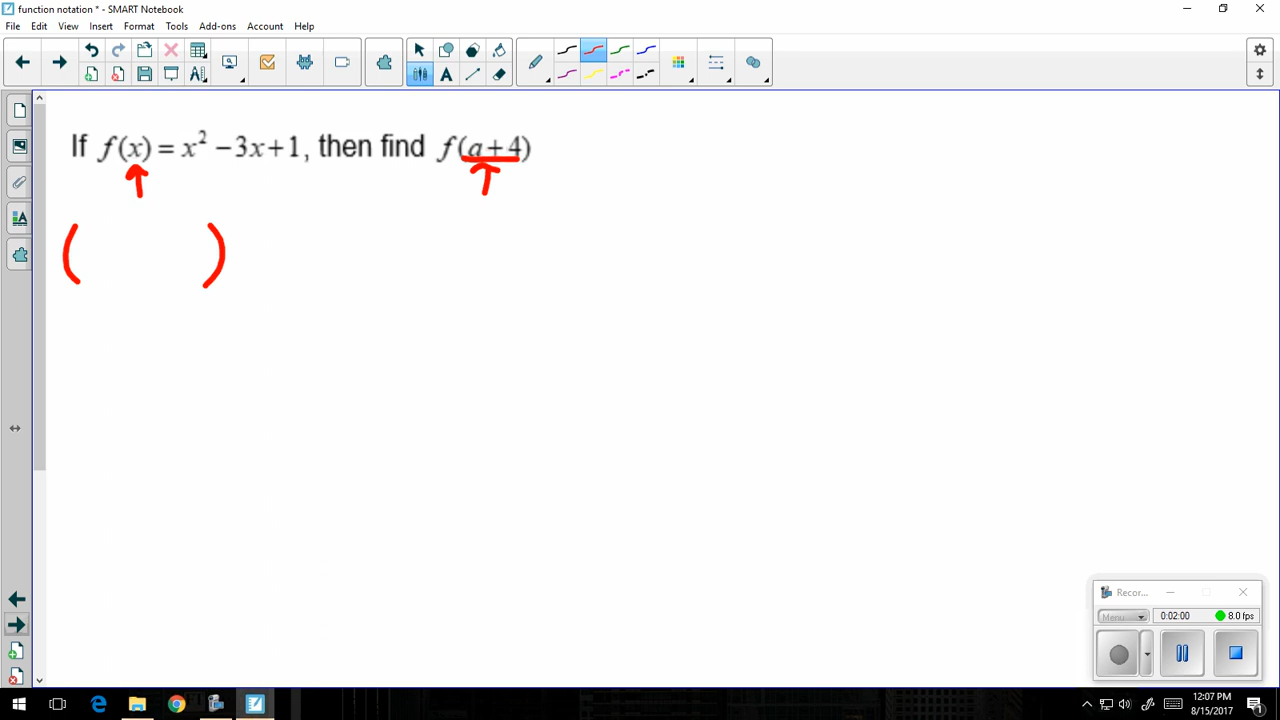 function notation * - SMART Notebook
File Edit View Insert Format Tools Add-ons Account Help
If f(x) = x² − 3x + 1, then find f(a + 4)
( )
Recor...
Menu 0:02:00 8.0 fps
12:07 PM
8/15/2017